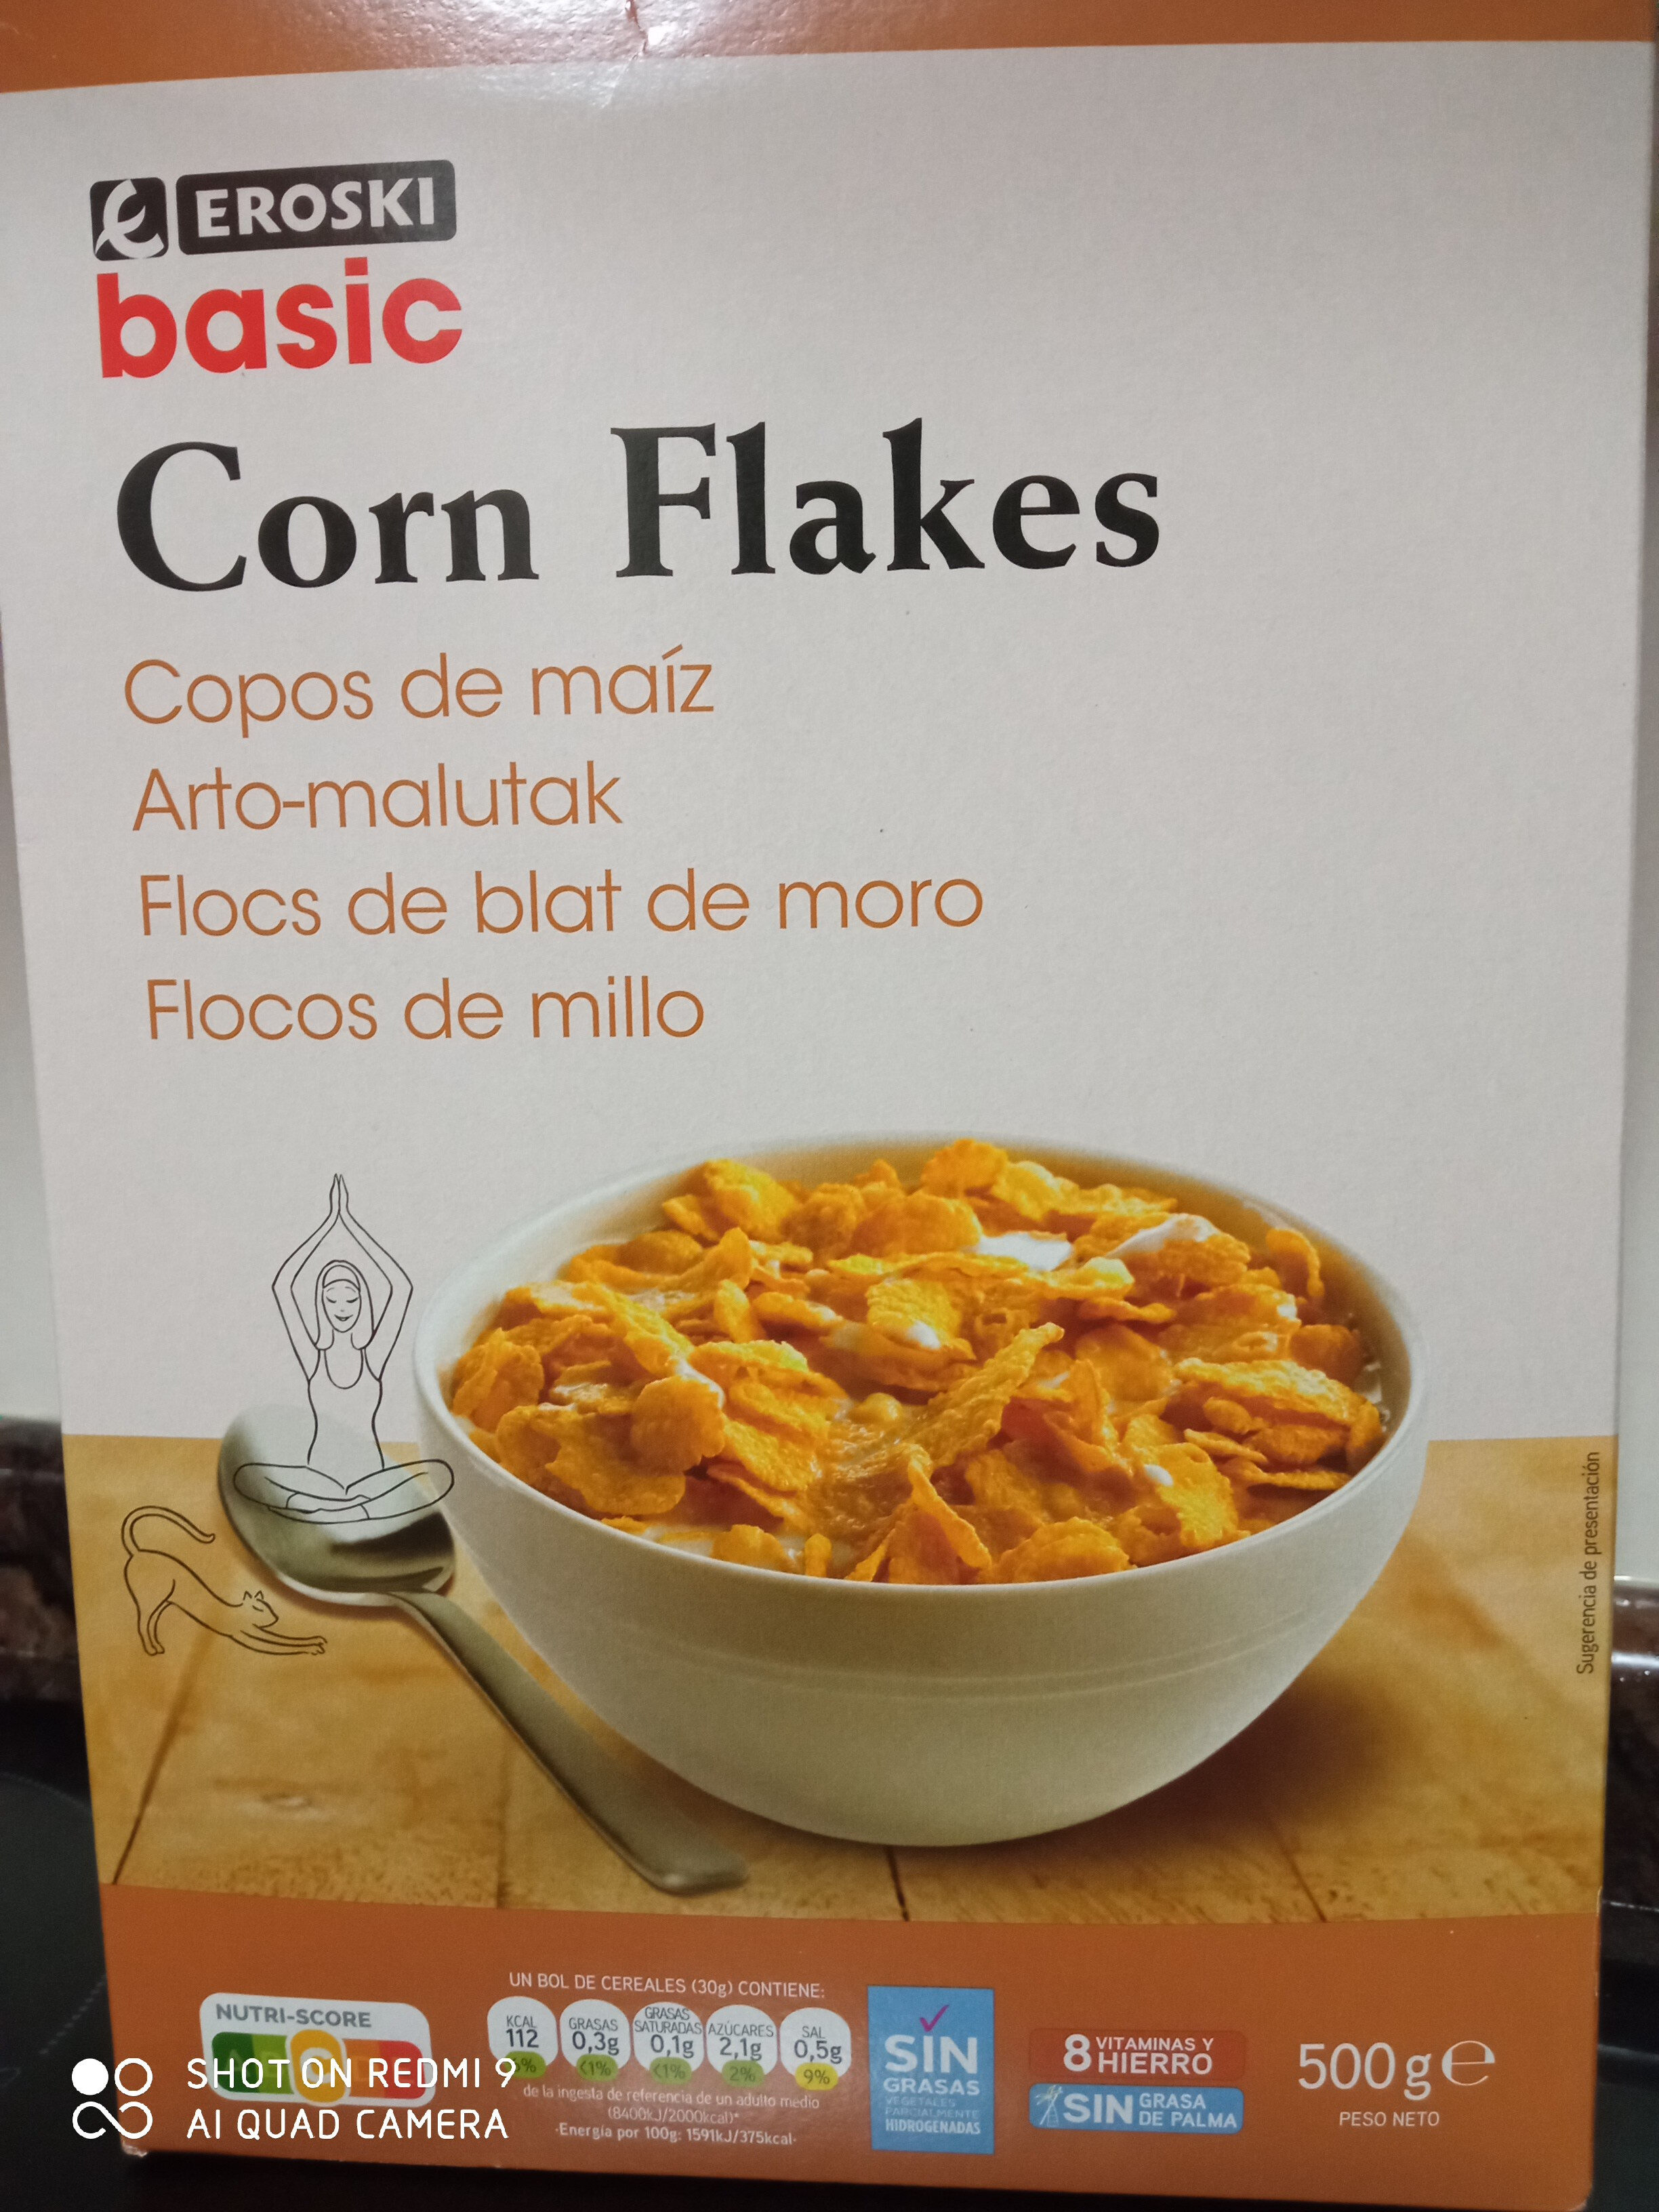 EROSKI
basic
Corn Flakes
Copos de maíz
Arto-malutak
Flocs de blat de moro
Flocos de millo
Sugerencia de presentación
NUTRI-SCORE
UN BOL DE CEREALES (30g) CONTIENE:
KCAL
112
GRASAS
0,3g
<1%
GRASAS
SATURADAS
0,1g
<1%
AZÚCARES
2,1g
2%
SAL
0,5g
9%
de la ingesta de referencia de un adulto medio
(8400kJ/2000kcal)*
·Energía por 100g: 1591kJ/375kcal·
SIN
GRASAS
VEGETALES
PARCIALMENTE
HIDROGENADAS
8 VITAMINAS Y
HIERRO
SIN GRASA
DE PALMA
500 g e
PESO NETO
SHOT ON REDMI 9
AI QUAD CAMERA